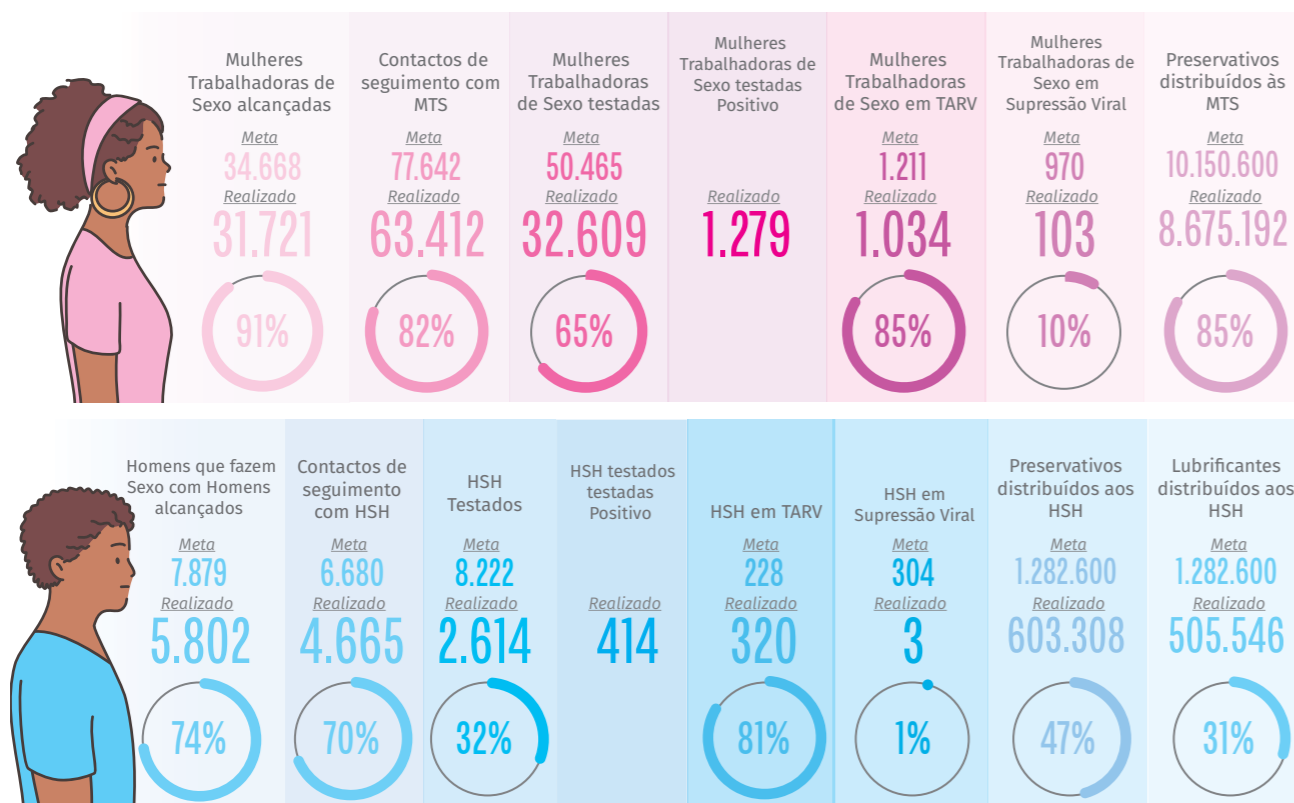 Mulheres
Trabalhadoras de
Sexo alcançadas
Meta
34.668
Realizado
31.721
91%
Contactos de
seguimento com
MTS
Meta
77.642
Realizado
63.412
82%
Mulheres
Trabalhadoras
de Sexo testadas
Meta
50.465
Realizado
32.609
65%
Mulheres
Trabalhadoras de
Sexo testadas
Positivo
Realizado
1.279
Mulheres
Trabalhadoras
de Sexo em TARV
Meta
1.211
Realizado
1.034
85%
Mulheres
Trabalhadoras de
Sexo em
Supressão Viral
Meta
970
Realizado
103
10%
Preservativos
distribuídos às
MTS
Meta
10.150.600
Realizado
8.675.192
85%
Homens que fazem
Sexo com Homens
alcançados
Meta
7.879
Realizado
5.802
74%
Contactos de
seguimento
com HSH
Meta
6.680
Realizado
4.665
70%
HSH
Testados
Meta
8.222
Realizado
2.614
32%
HSH testados
testadas
Positivo
Realizado
414
HSH em TARV
Meta
228
Realizado
320
81%
HSH em
Supressão Viral
Meta
304
Realizado
3
1%
Preservativos
distribuídos aos
HSH
Meta
1.282.600
Realizado
603.308
47%
Lubrificantes
distribuídos aos
HSH
Meta
1.282.600
Realizado
505.546
31%